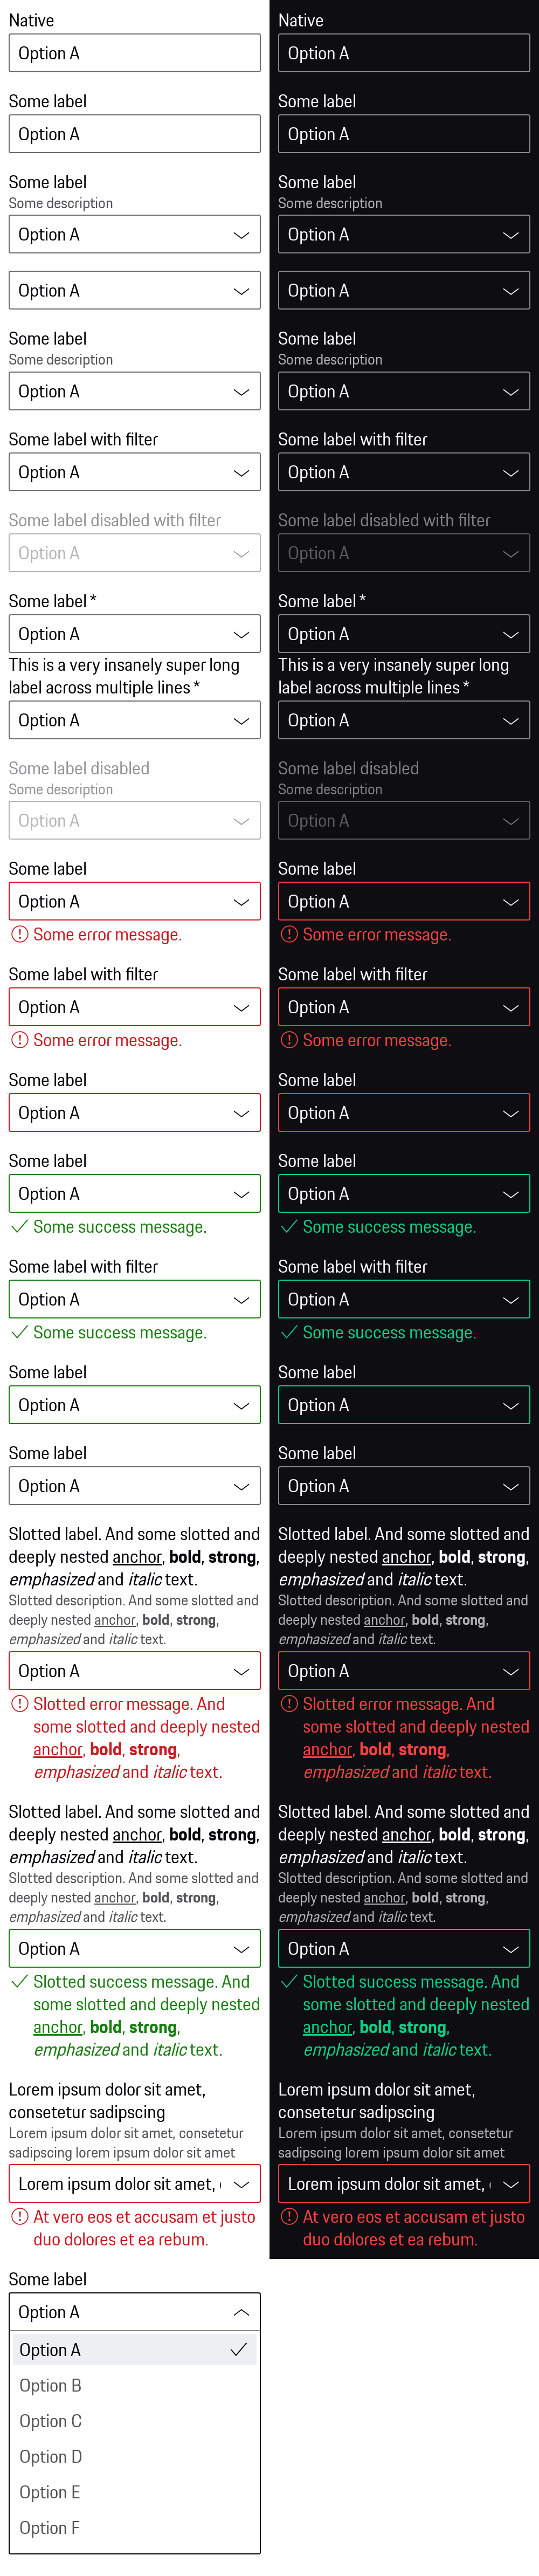 Native
Option A
Some label
Option A
Some label
Some description
Option A
Option A
Some label
Some description
Option A
Some label with filter
Option A
Some label disabled with filter
Option A
Some label *
Option A
This is a very insanely super long
label across multiple lines *
Option A
Some label disabled
Some description
Option A
Some label
Option A
Some error message.
Some label with filter
Option A
Some error message.
Some label
Option A
Some label
Option A
Some success message.
Some label with filter
Option A
Some success message.
Some label
Option A
Some label
Option A
Slotted label. And some slotted and
deeply nested anchor, bold, strong,
emphasized and italic text.
Slotted description. And some slotted and
deeply nested anchor, bold, strong,
emphasized and italic text.
Option A
Slotted error message. And
some slotted and deeply nested
anchor, bold, strong,
emphasized and italic text.
Slotted label. And some slotted and
deeply nested anchor, bold, strong,
emphasized and italic text.
Slotted description. And some slotted and
deeply nested anchor, bold, strong,
emphasized and italic text.
Option A
Slotted success message. And
some slotted and deeply nested
anchor, bold, strong,
emphasized and italic text.
Lorem ipsum dolor sit amet,
consetetur sadipscing
Lorem ipsum dolor sit amet, consetetur
sadipscing lorem ipsum dolor sit amet
Lorem ipsum dolor sit amet,
At vero eos et accusam et justo
duo dolores et ea rebum.
Some label
Option A
Option A
Option B
Option C
Option D
Option E
Option F
Native
Option A
Some label
Option A
Some label
Some description
Option A
Option A
Some label
Some description
Option A
Some label with filter
Option A
Some label disabled with filter
Option A
Some label *
Option A
This is a very insanely super long
label across multiple lines *
Option A
Some label disabled
Some description
Option A
Some label
Option A
Some error message.
Some label with filter
Option A
Some error message.
Some label
Option A
Some label
Option A
Some success message.
Some label with filter
Option A
Some success message.
Some label
Option A
Some label
Option A
Slotted label. And some slotted and
deeply nested anchor, bold, strong,
emphasized and italic text.
Slotted description. And some slotted and
deeply nested anchor, bold, strong,
emphasized and italic text.
Option A
Slotted error message. And
some slotted and deeply nested
anchor, bold, strong,
emphasized and italic text.
Slotted label. And some slotted and
deeply nested anchor, bold, strong,
emphasized and italic text.
Slotted description. And some slotted and
deeply nested anchor, bold, strong,
emphasized and italic text.
Option A
Slotted success message. And
some slotted and deeply nested
anchor, bold, strong,
emphasized and italic text.
Lorem ipsum dolor sit amet,
consetetur sadipscing
Lorem ipsum dolor sit amet, consetetur
sadipscing lorem ipsum dolor sit amet
Lorem ipsum dolor sit amet,
At vero eos et accusam et justo
duo dolores et ea rebum.